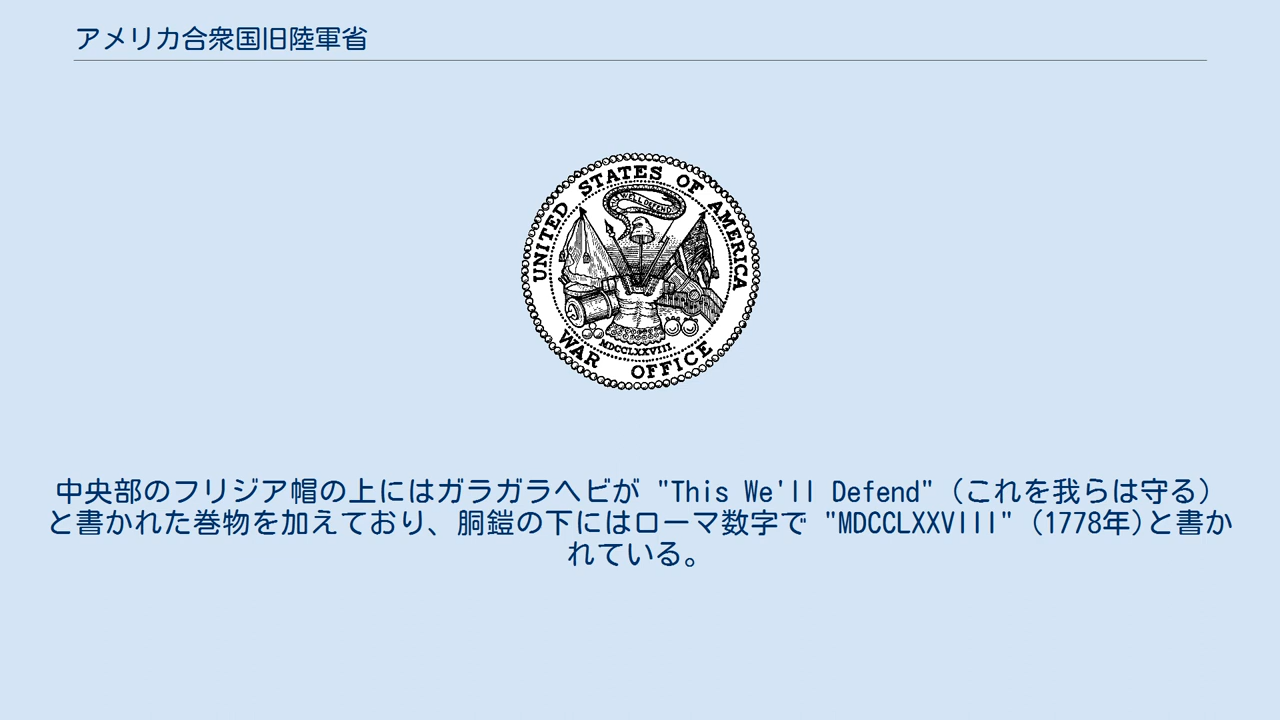 アメリカ合衆国旧陸軍省
UNITED STATES OF AMERICA
WE'LL DEFEND
MDCCLXXVIII.
WAR OFFICE
中央部のフリジア帽の上にはガラガラヘビが "This We'll Defend"（これを我らは守る）
と書かれた巻物を加えており、胴鎧の下にはローマ数字で "MDCCLXXVIII"（1778年)と書か
れている。